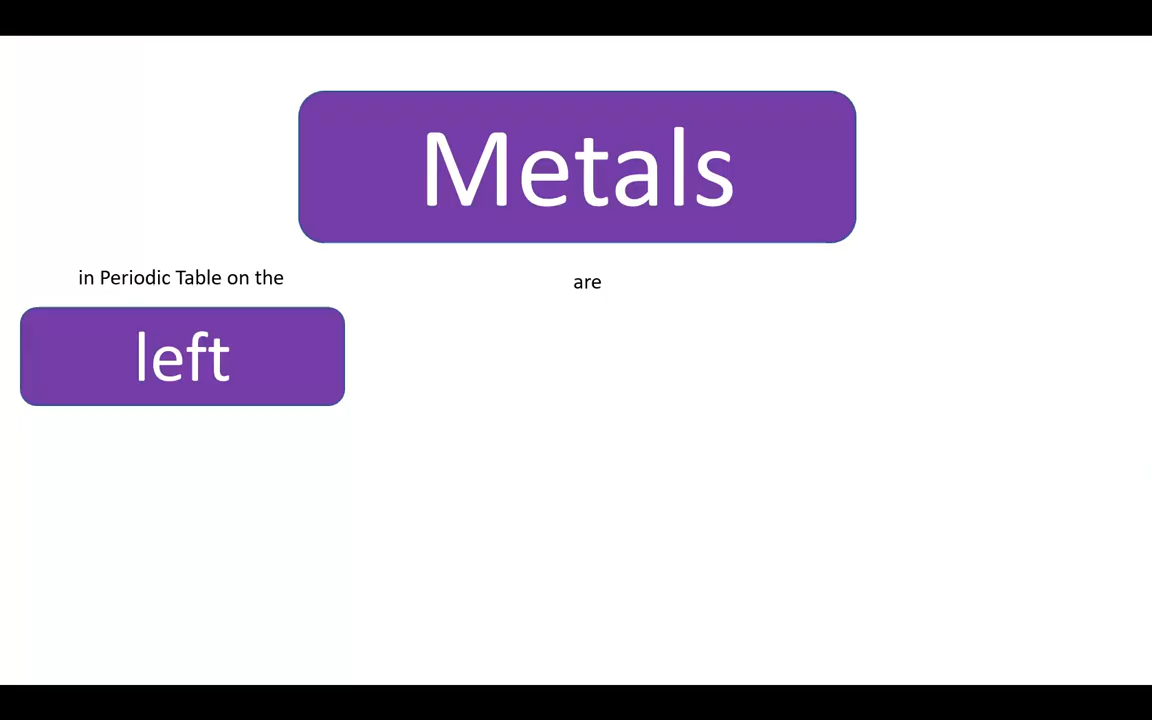 Metals
in Periodic Table on the
are
left